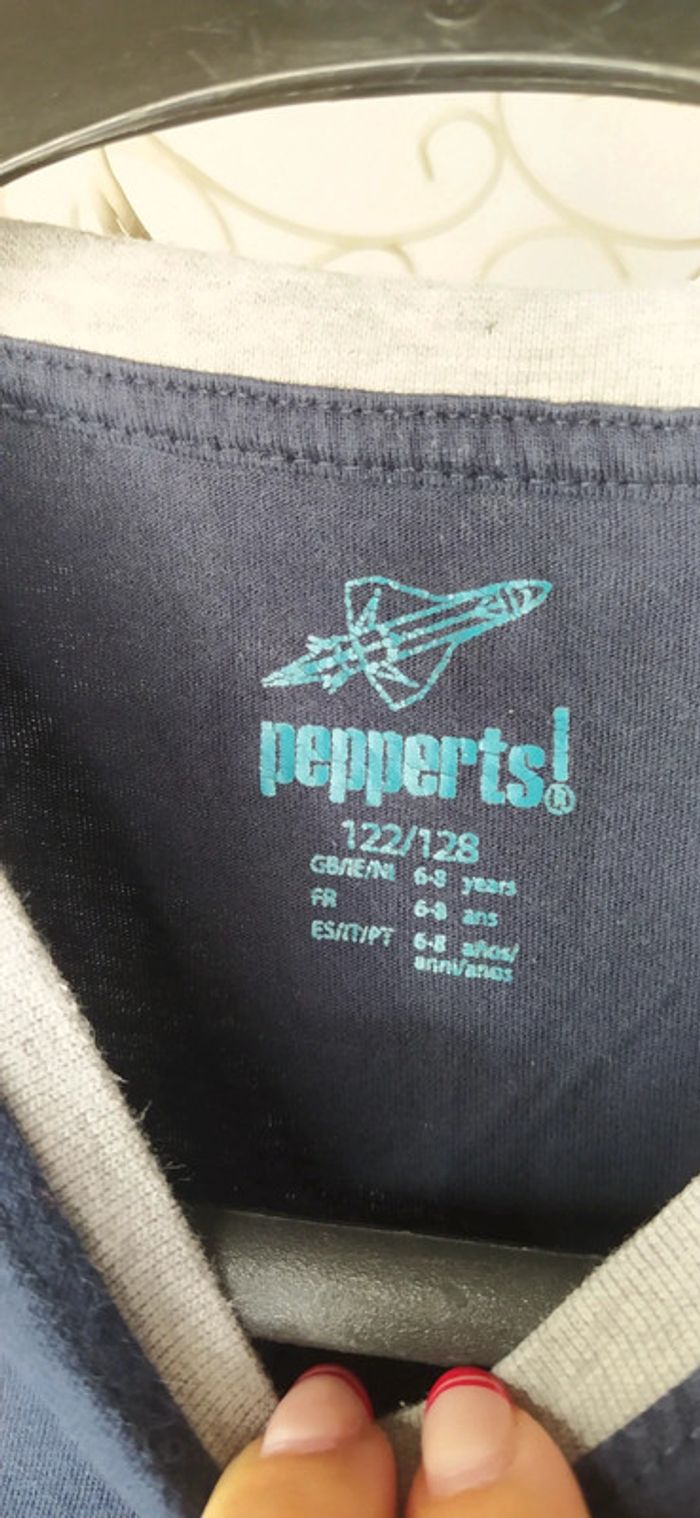 pepperts!®
122/128
GB/IE/NL 6-8 years
FR 6-8 ans
ES/IT/PT 6-8 años/
anni/anos